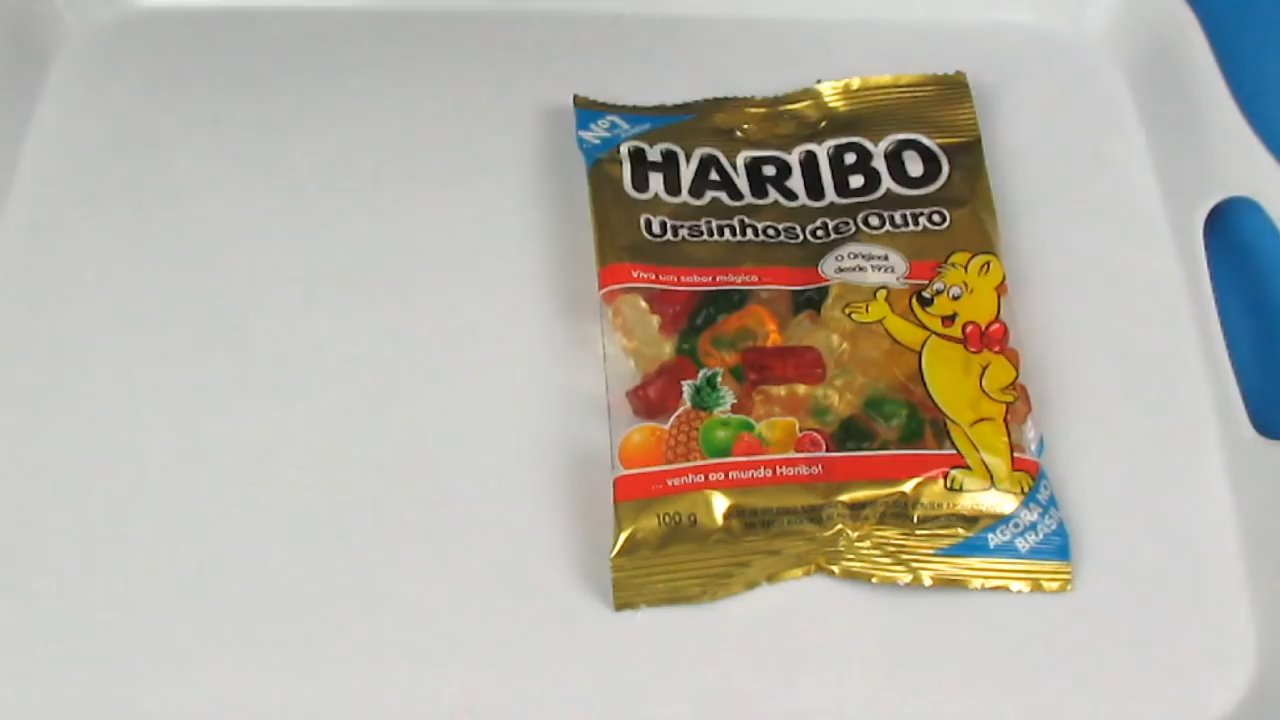 Nº1
HARIBO
Ursinhos de Ouro
O Original
desde 1922
Viva um sabor mágico ...
... venha ao mundo Haribo!
100 g
AGORA NO
BRASIL